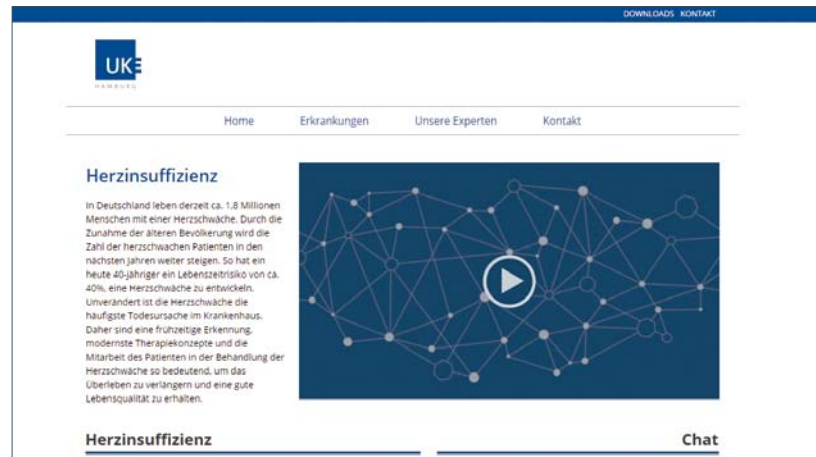 DOWNLOADS KONTAKT
UKE
HAMBURG
Home Erkrankungen Unsere Experten Kontakt
Herzinsuffizienz
In Deutschland leben derzeit ca. 1,8 Millionen
Menschen mit einer Herzschwäche. Durch die
Zunahme der älteren Bevölkerung wird die
Zahl der herzschwachen Patienten in den
nächsten Jahren weiter steigen. So hat ein
heute 40-jähriger ein Lebenszeitrisiko von ca.
40%, eine Herzschwäche zu entwickeln.
Unverändert ist die Herzschwäche die
häufigste Todesursache im Krankenhaus.
Daher sind eine frühzeitige Erkennung,
modernste Therapiekonzepte und die
Mitarbeit des Patienten in der Behandlung der
Herzschwäche so bedeutend, um das
Überleben zu verlängern und eine gute
Lebensqualität zu erhalten.
Herzinsuffizienz Chat